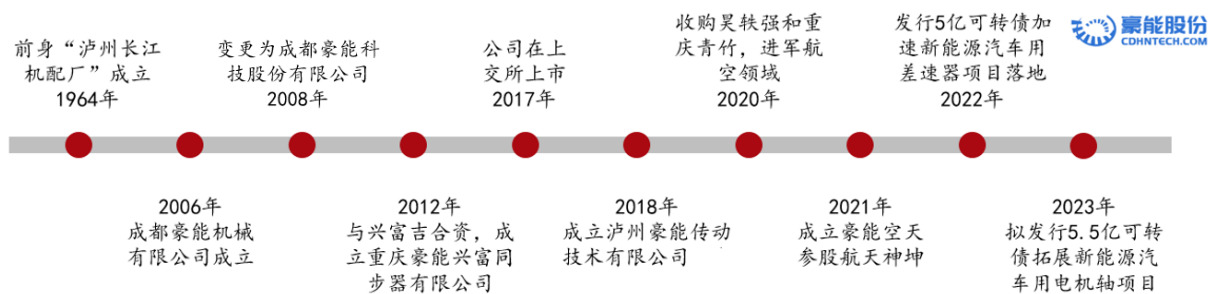 豪能股份
CDHNTECH.COM
前身“泸州长江
机配厂”成立
1964年
变更为成都豪能科
技股份有限公司
2008年
公司在上
交所上市
2017年
收购昊轶强和重
庆青竹，进军航
空领域
2020年
发行5亿可转债加
速新能源汽车用
差速器项目落地
2022年
2006年
成都豪能机械
有限公司成立
2012年
与兴富吉合资，成
立重庆豪能兴富同
步器有限公司
2018年
成立泸州豪能传动
技术有限公司
2021年
成立豪能空天
参股航天神坤
2023年
拟发行5.5亿可转
债拓展新能源汽
车用电机轴项目